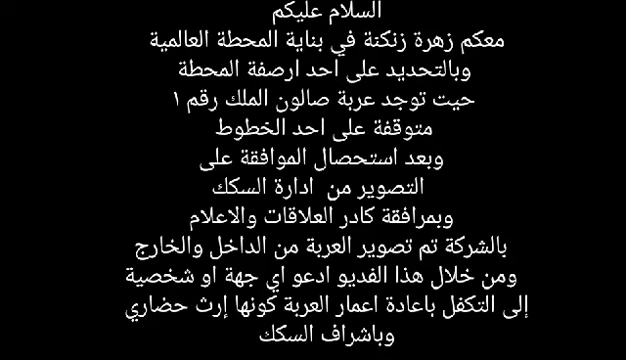 السلام عليكم
معكم زهرة زنكنة في بناية المحطة العالمية
وبالتحديد على احد ارصفة المحطة
حيت توجد عربة صالون الملك رقم ١
متوقفة على احد الخطوط
وبعد استحصال الموافقة على
التصوير من ادارة السكك
وبمرافقة كادر العلاقات والاعلام
بالشركة تم تصوير العربة من الداخل والخارج
ومن خلال هذا الفديو ادعو اي جهة او شخصية
إلى التكفل باعادة اعمار العربة كونها إرث حضاري
وباشراف السكك